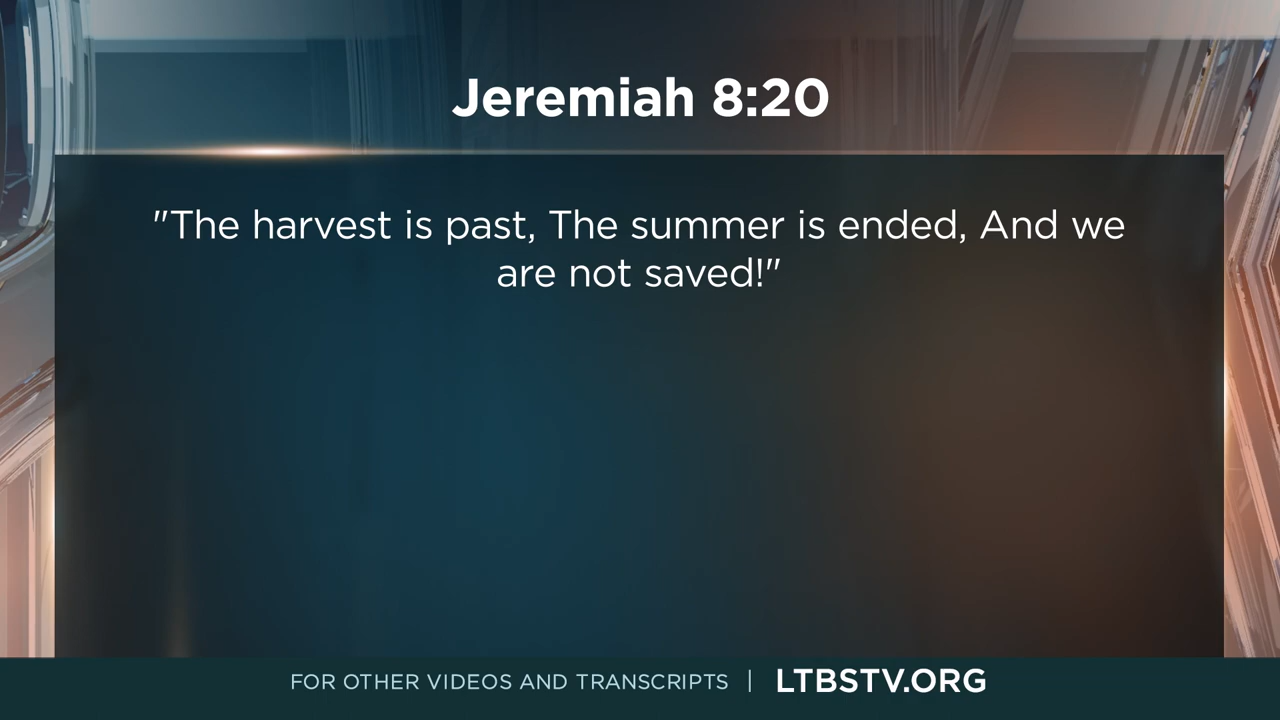 Jeremiah 8:20
"The harvest is past, The summer is ended, And we
are not saved!"
FOR OTHER VIDEOS AND TRANSCRIPTS | LTBSTV.ORG